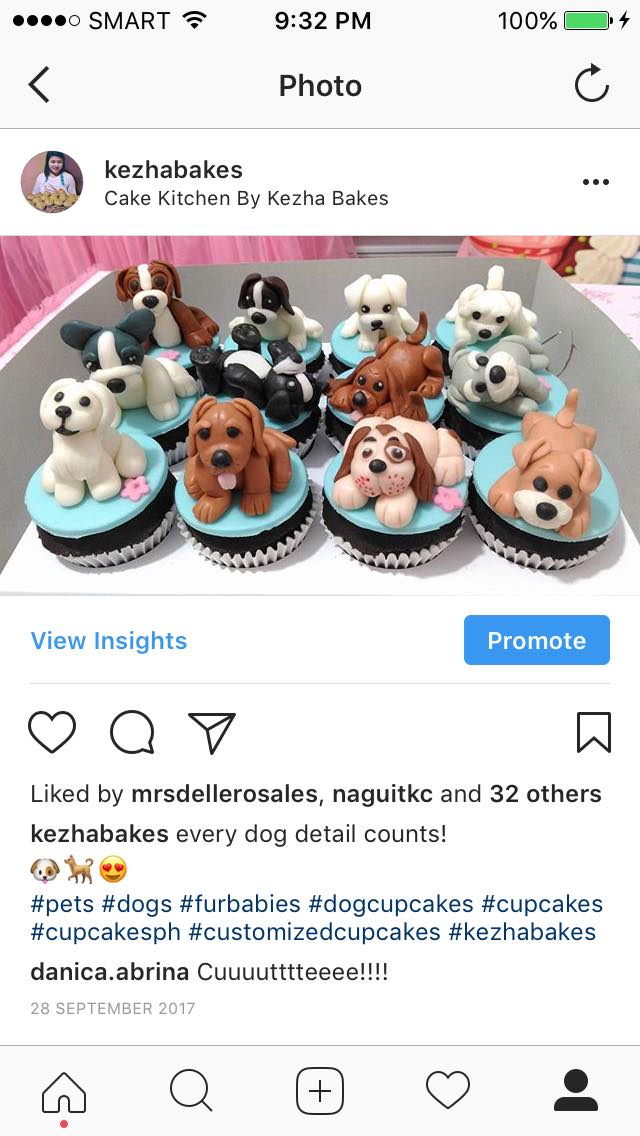 SMART 9:32 PM 100%
Photo
kezhabakes
Cake Kitchen By Kezha Bakes
View Insights Promote
Liked by mrsdellerosales, naguitkc and 32 others
kezhabakes every dog detail counts!
🐶🐕😍
#pets #dogs #furbabies #dogcupcakes #cupcakes
#cupcakesph #customizedcupcakes #kezhabakes
danica.abrina Cuuuutttteeee!!!!
28 SEPTEMBER 2017